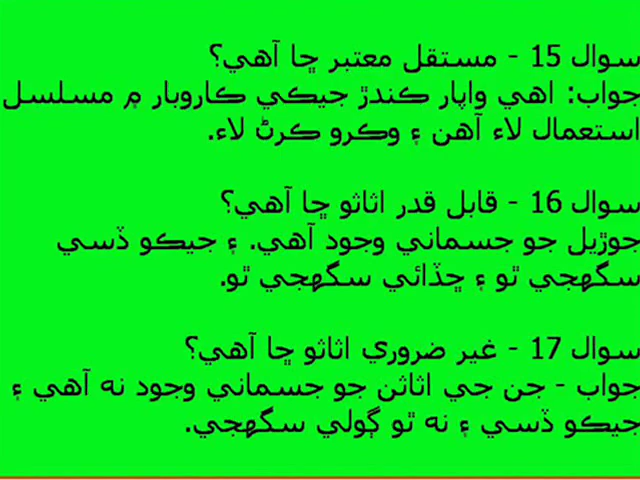 سوال 15 - مستقل معتبر ڇا آهي؟
جواب: اهي واپار ڪندڙ جيڪي ڪاروبار ۾ مسلسل
استعمال لاء آهن ۽ وڪرو ڪرڻ لاء.
سوال 16 - قابل قدر اثاثو ڇا آهي؟
جوڙيل جو جسماني وجود آهي. ۽ جيڪو ڏسي
سگهجي ٿو ۽ ڇڏائي سگهجي ٿو.
سوال 17 - غير ضروري اثاثو ڇا آهي؟
جواب - جن جي اثاثن جو جسماني وجود نه آهي ۽
جيڪو ڏسي ۽ نه ٿو ڳولي سگهجي.